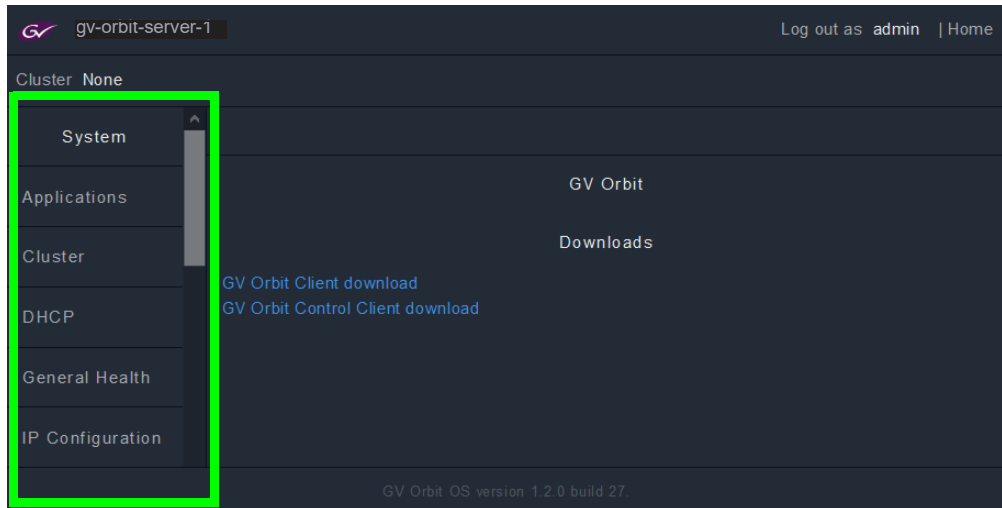 GV gv-orbit-server-1 Log out as admin | Home
Cluster None
System
Applications
Cluster
DHCP
General Health
IP Configuration
GV Orbit
Downloads
GV Orbit Client download
GV Orbit Control Client download
GV Orbit OS version 1.2.0 build 27.